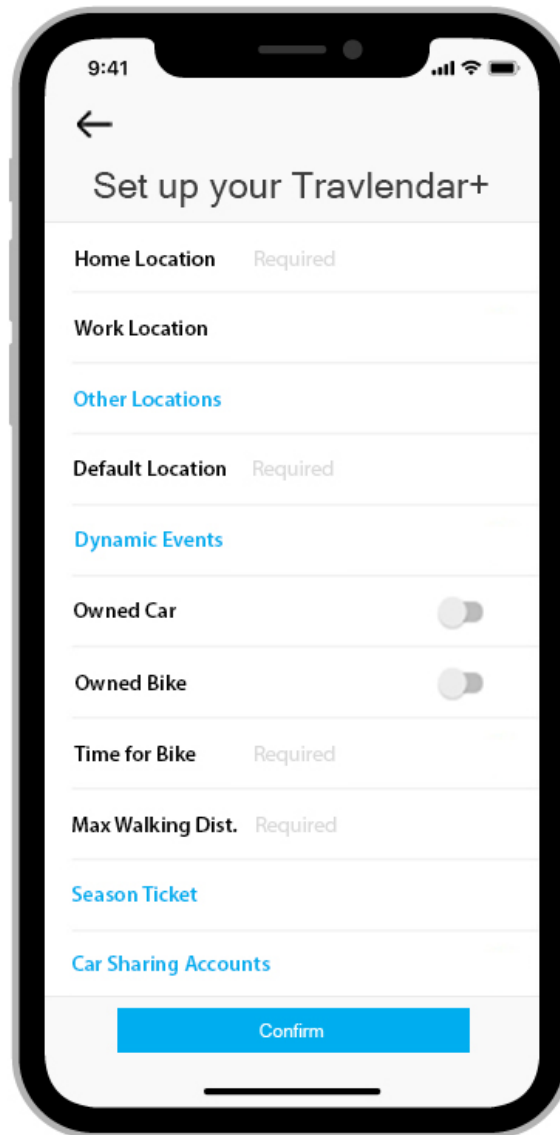 9:41
Set up your Travlendar+
Home Location Required
Work Location
Other Locations
Default Location Required
Dynamic Events
Owned Car
Owned Bike
Time for Bike Required
Max Walking Dist. Required
Season Ticket
Car Sharing Accounts
Confirm